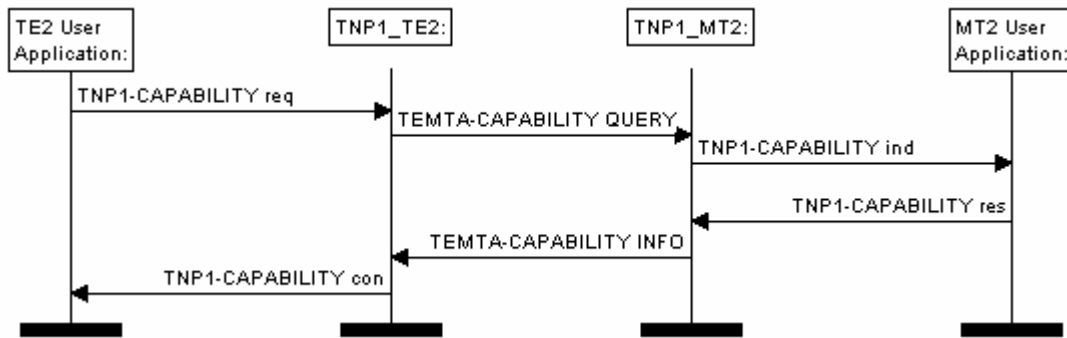 TE2 User
Application:
TNP1_TE2:
TNP1_MT2:
MT2 User
Application:
TNP1-CAPABILITY req
TEMTA-CAPABILITY QUERY
TNP1-CAPABILITY ind
TNP1-CAPABILITY res
TEMTA-CAPABILITY INFO
TNP1-CAPABILITY con